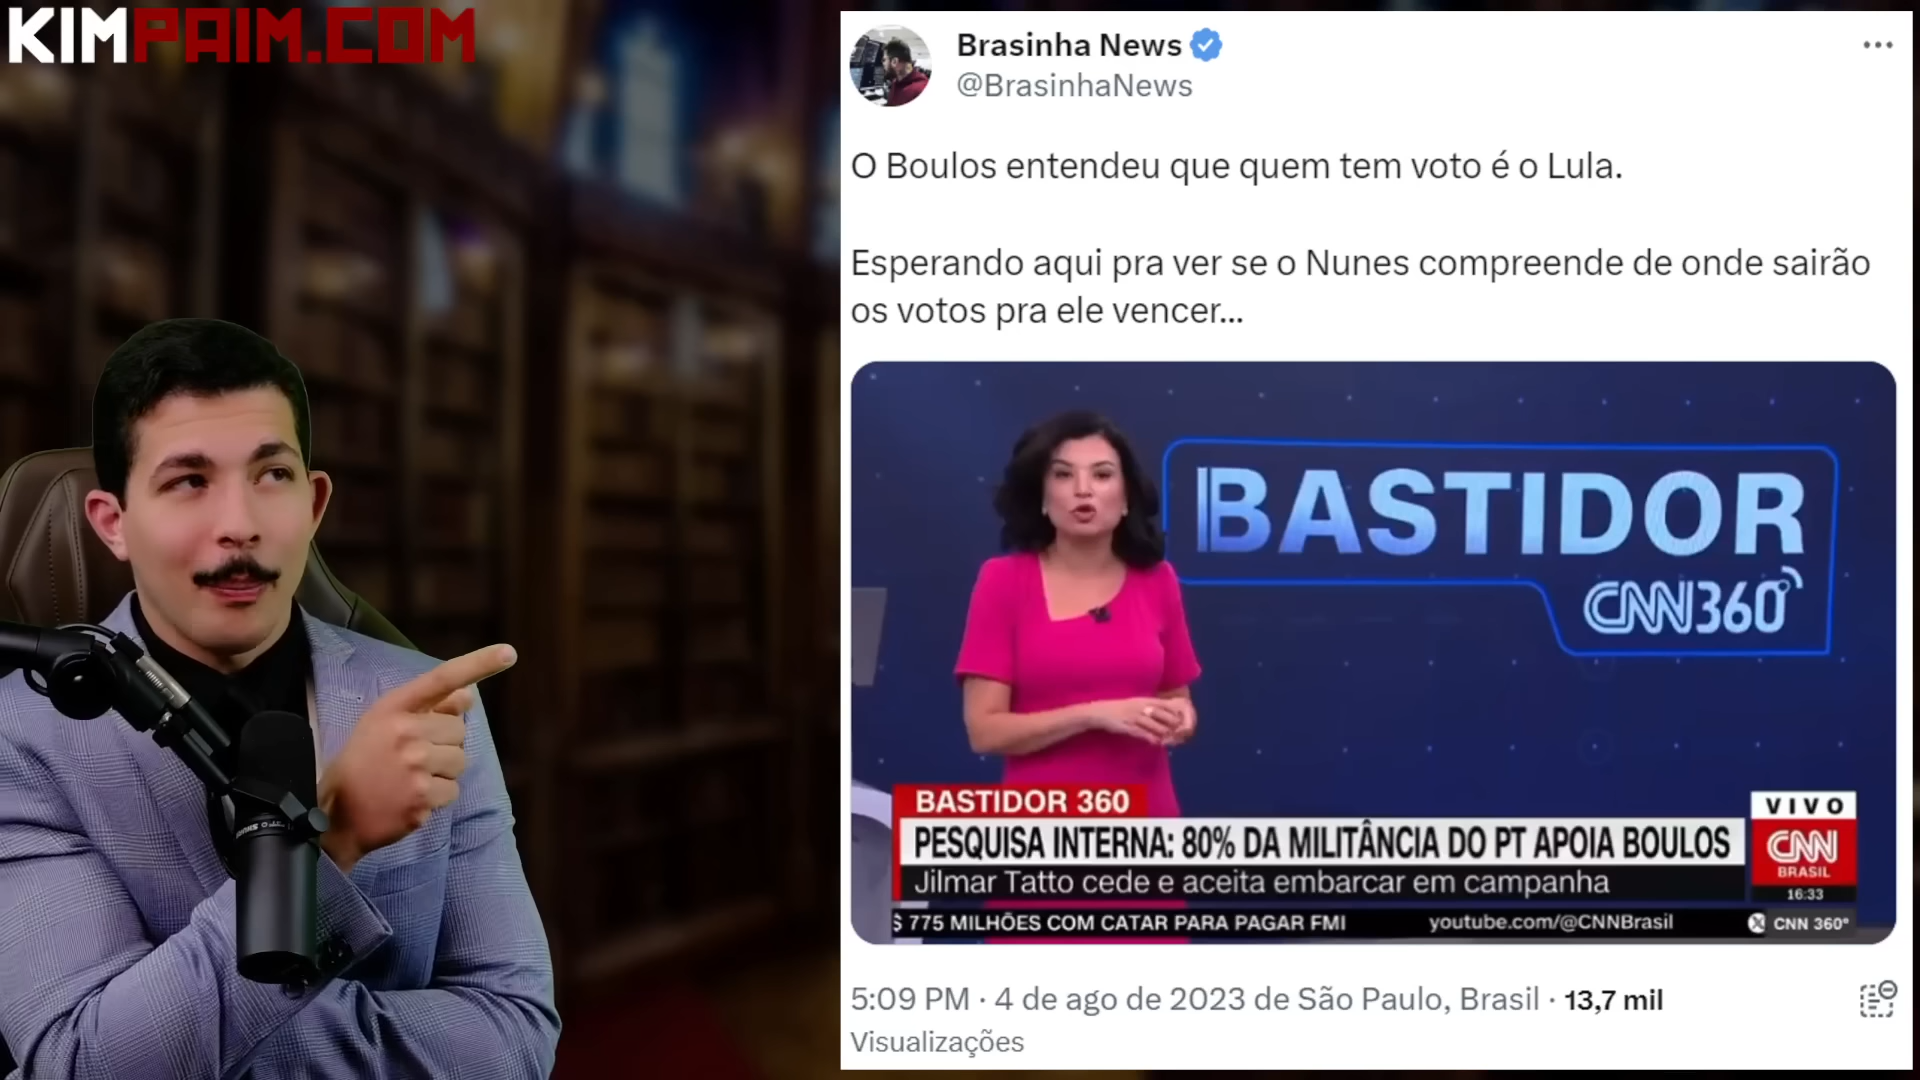 KIMPAIM.COM
Brasinha News
@BrasinhaNews
O Boulos entendeu que quem tem voto é o Lula.
Esperando aqui pra ver se o Nunes compreende de onde sairão
os votos pra ele vencer...
BASTIDOR
CNN360°
BASTIDOR 360
PESQUISA INTERNA: 80% DA MILITÂNCIA DO PT APOIA BOULOS
Jilmar Tatto cede e aceita embarcar em campanha
$ 775 MILHÕES COM CATAR PARA PAGAR FMI
youtube.com/@CNNBrasil
CNN 360°
VIVO
CNN
BRASIL
16:33
5:09 PM · 4 de ago de 2023 de São Paulo, Brasil · 13,7 mil
Visualizações